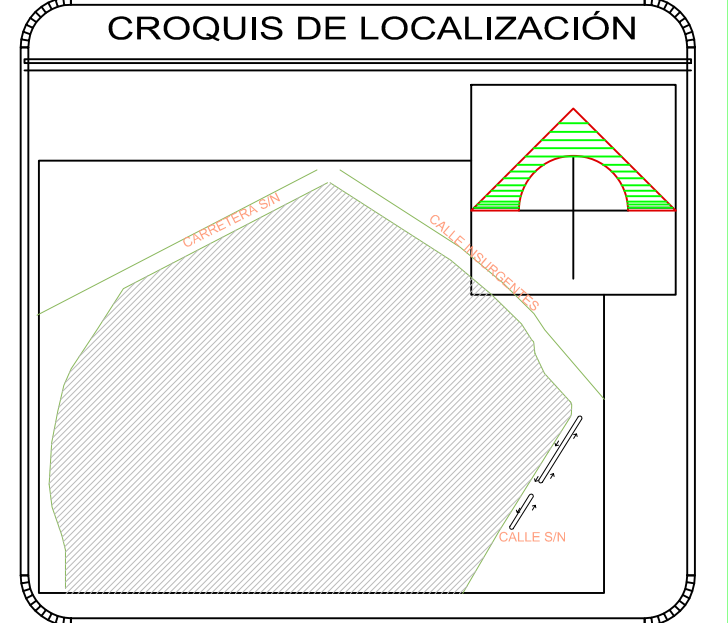 CROQUIS DE LOCALIZACIÓN
CARRETERA S/N
CALLE INSURGENTES
CALLE S/N